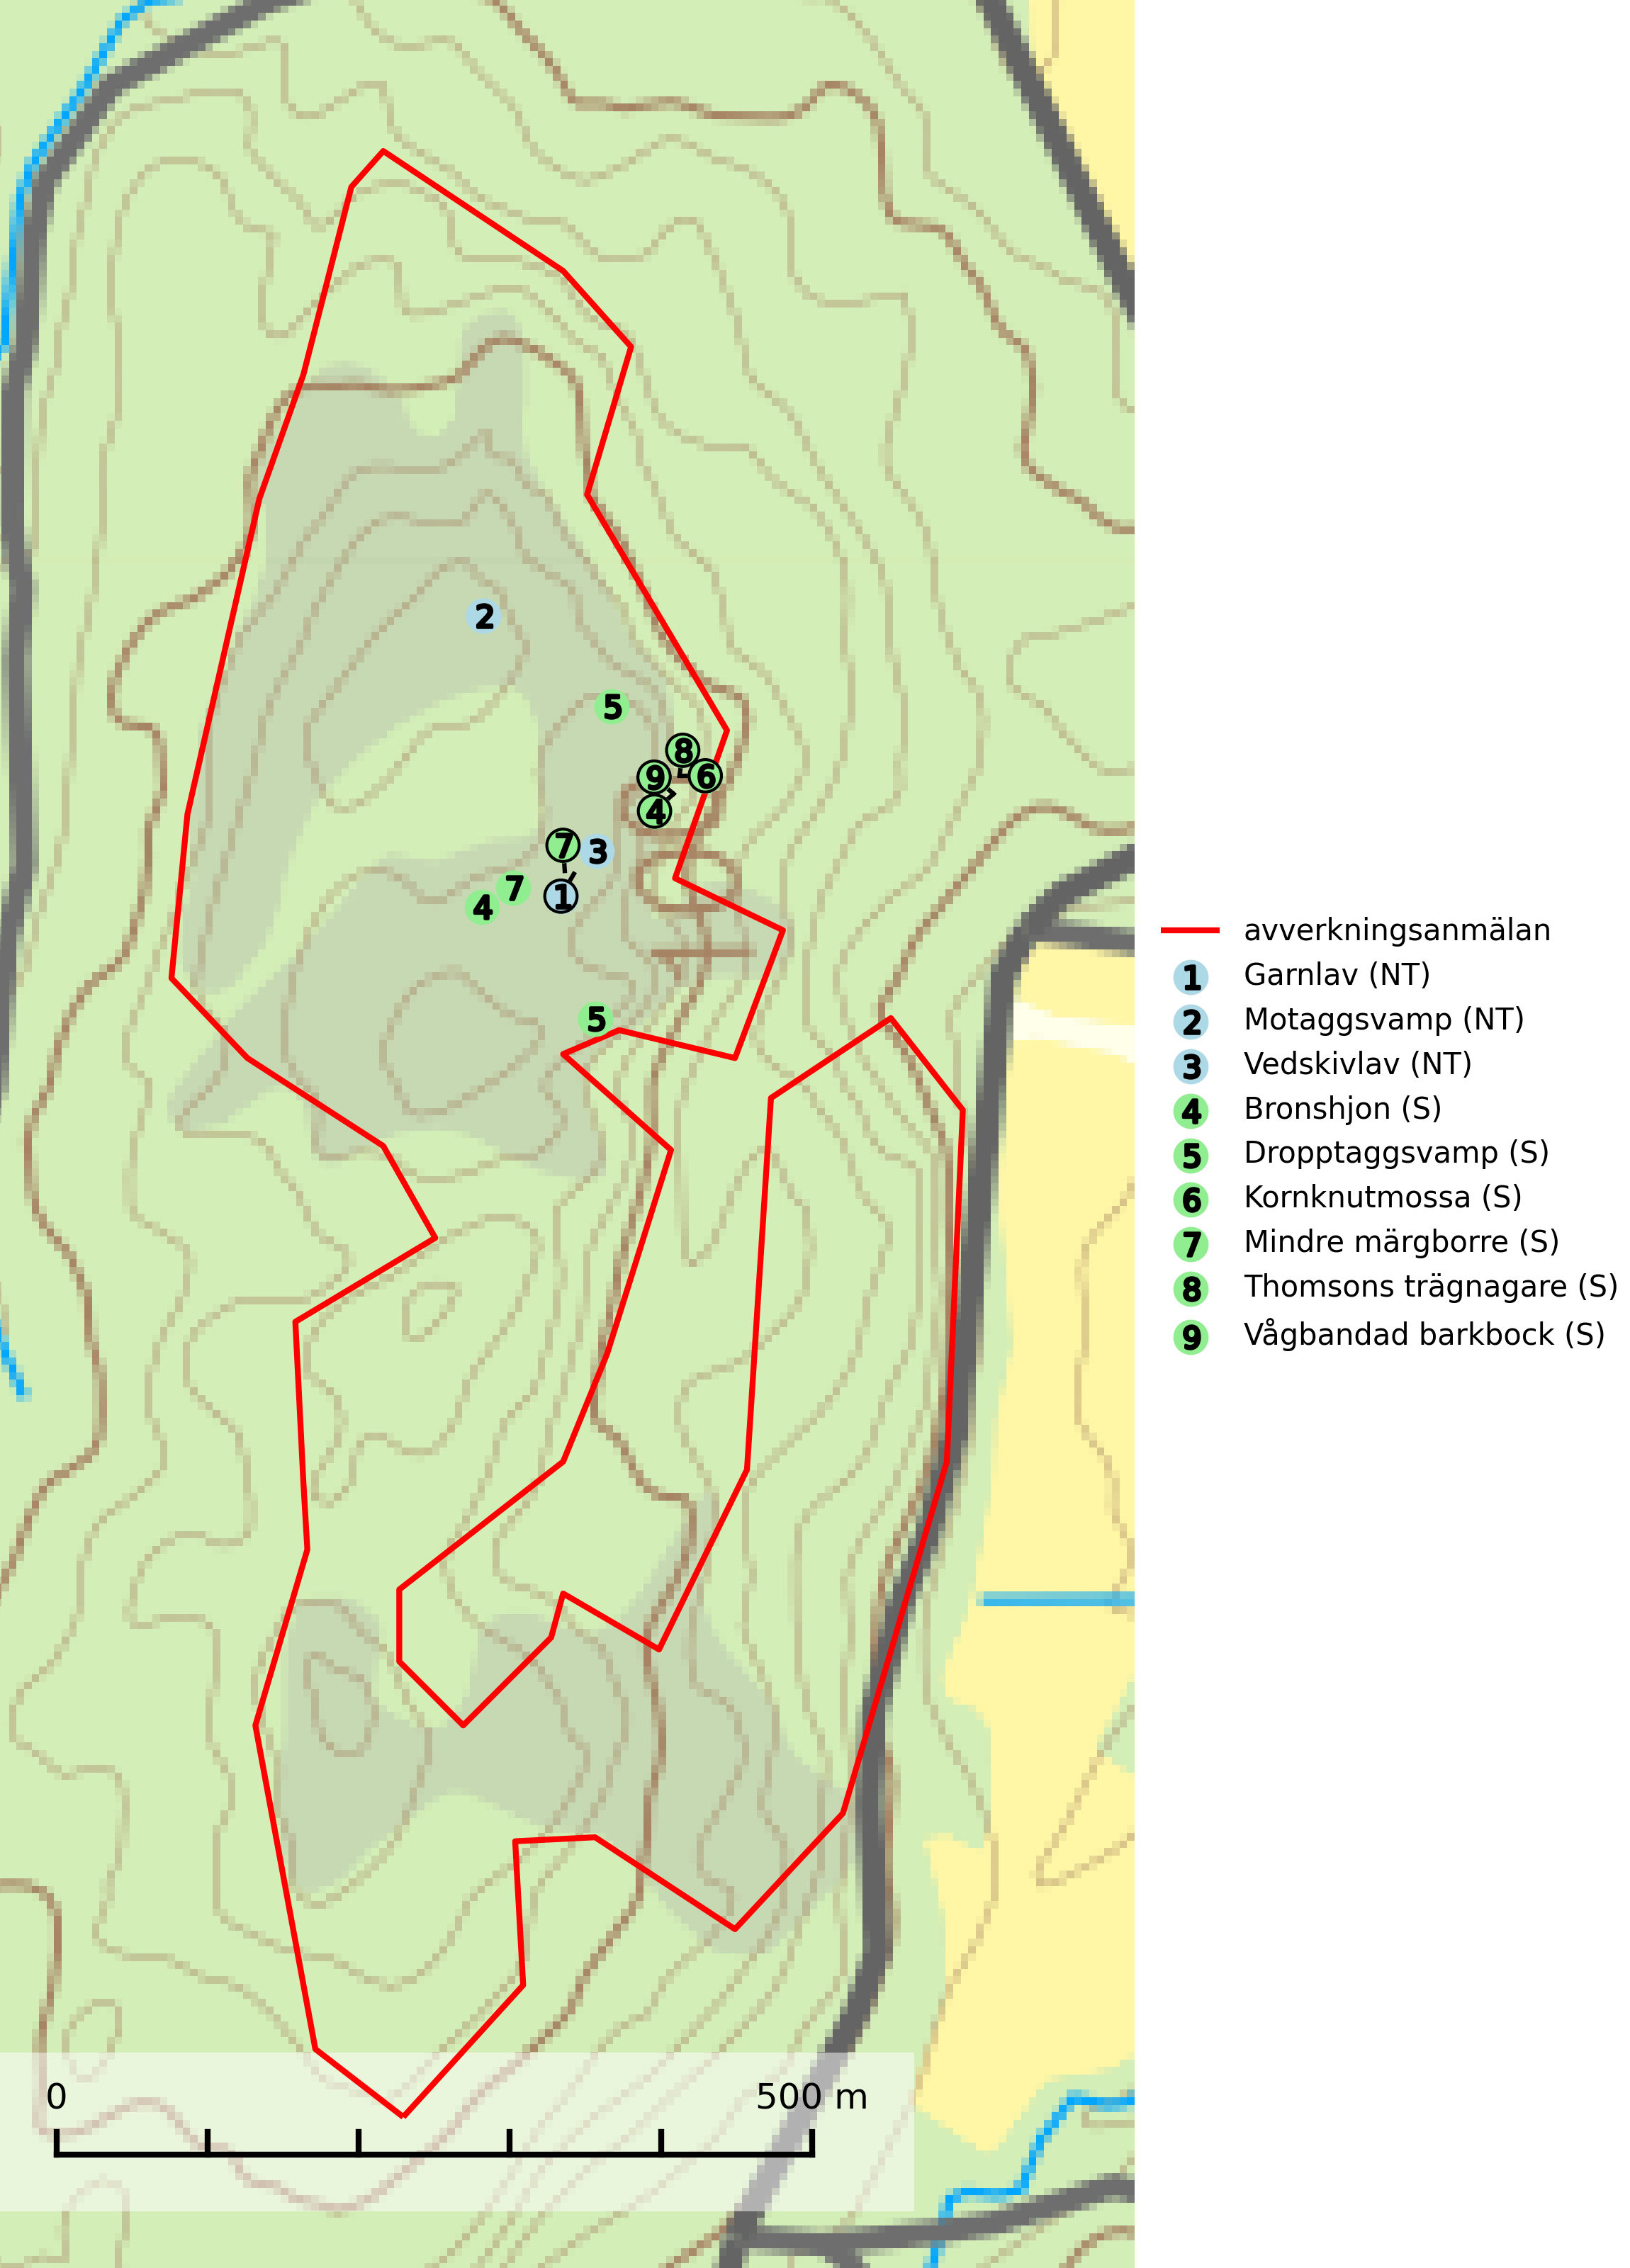 2
5
8
9 6
4
7 3
7 1
4
5
avverkningsanmälan
1 Garnlav (NT)
2 Motaggsvamp (NT)
3 Vedskivlav (NT)
4 Bronshjon (S)
5 Dropptaggsvamp (S)
6 Kornknutmossa (S)
7 Mindre märgborre (S)
8 Thomsons trägnagare (S)
9 Vågbandad barkbock (S)
0 500 m